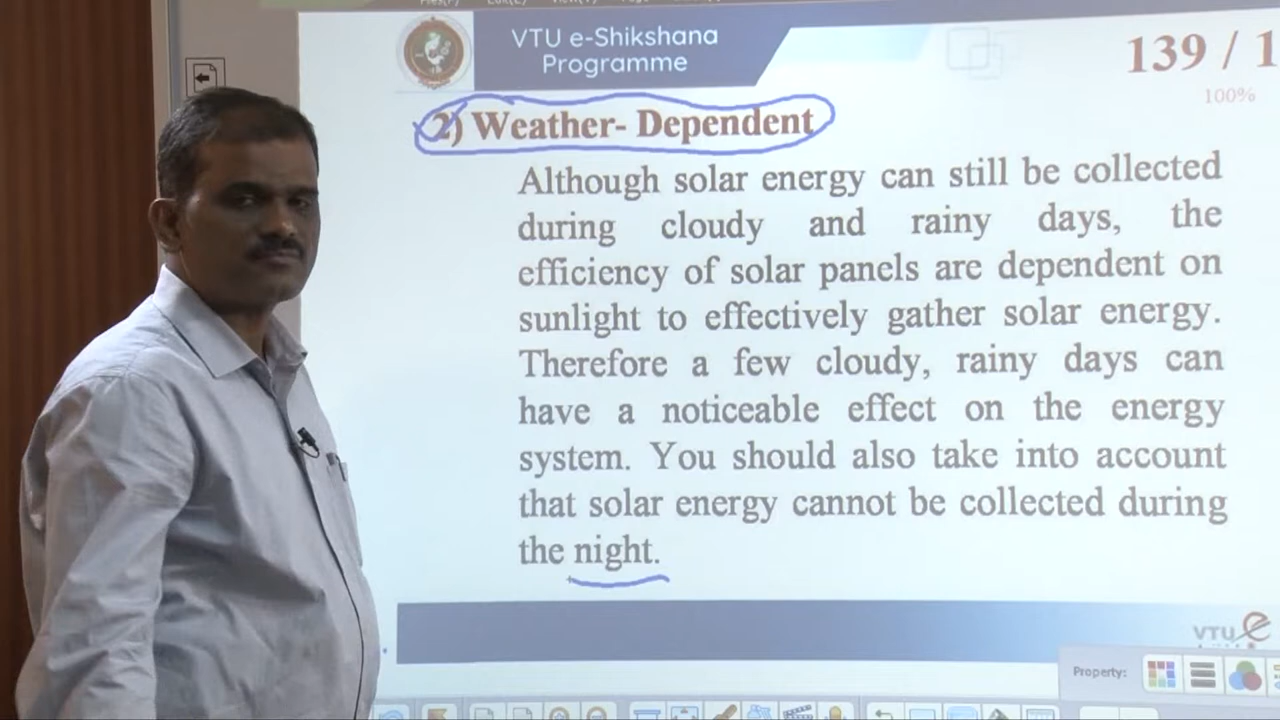 VTU e-Shikshana
Programme
139 / 1
100%
2) Weather- Dependent
Although solar energy can still be collected
during cloudy and rainy days, the
efficiency of solar panels are dependent on
sunlight to effectively gather solar energy.
Therefore a few cloudy, rainy days can
have a noticeable effect on the energy
system. You should also take into account
that solar energy cannot be collected during
the night.
VTU e
Property: